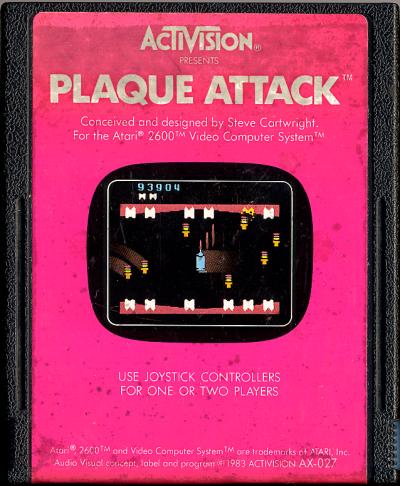 ACTIVISION®
PRESENTS
PLAQUE ATTACK™
Conceived and designed by Steve Cartwright.
For the Atari® 2600™ Video Computer System™
93904
USE JOYSTICK CONTROLLERS
FOR ONE OR TWO PLAYERS
Atari® 2600™ and Video Computer System™ are trademarks of ATARI, Inc.
Audio Visual concept, label and program ℗ 1983 ACTIVISION AX-027